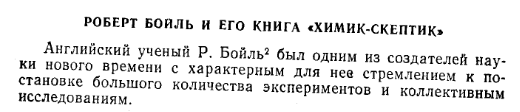 РОБЕРТ БОЙЛЬ И ЕГО КНИГА «ХИМИК-СКЕПТИК»
Английский ученый Р. Бойль² был одним из создателей нау-
ки нового времени с характерным для нее стремлением к по-
становке большого количества экспериментов и коллективным
исследованиям.